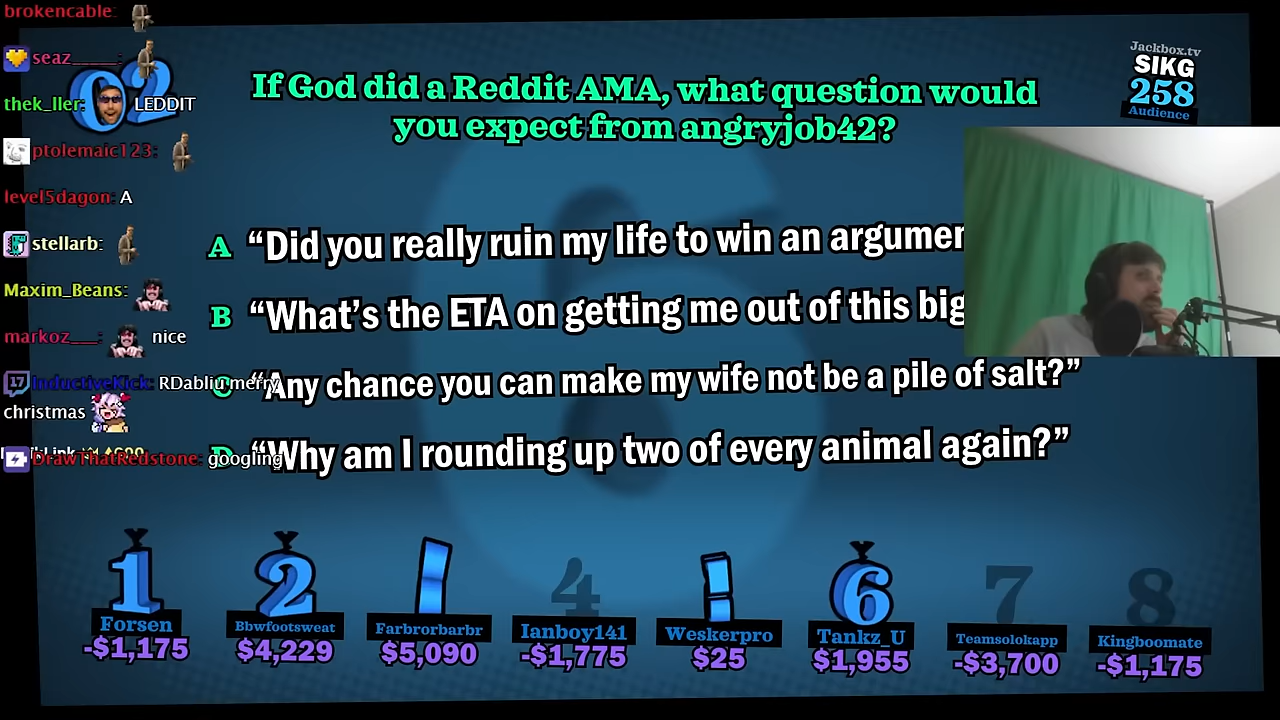 brokencable:
seaz_____:
thek_ller: LEDDIT
ptolemaic123:
level5dagon: A
stellarb:
Maxim_Beans:
markoz___: nice
InductiveKick: RDabliu merry
christmas
DrawThatRedstone: googling
If God did a Reddit AMA, what question would
you expect from angryjob42?
Jackbox.tv
SIKG
258
Audience
A "Did you really ruin my life to win an
B "What's the ETA on getting me out of this big
C "Any chance you can make my wife not be a pile of salt?"
D "Why am I rounding up two of every animal again?"
1
2
4
6
7
8
Forsen
Bbwfootsweat
Farbrorbarbr
Ianboy141
Weskerpro
Tankz_U
Teamsolokapp
Kingboomate
-$1,175
$4,229
$5,090
-$1,775
$25
$1,955
-$3,700
-$1,175